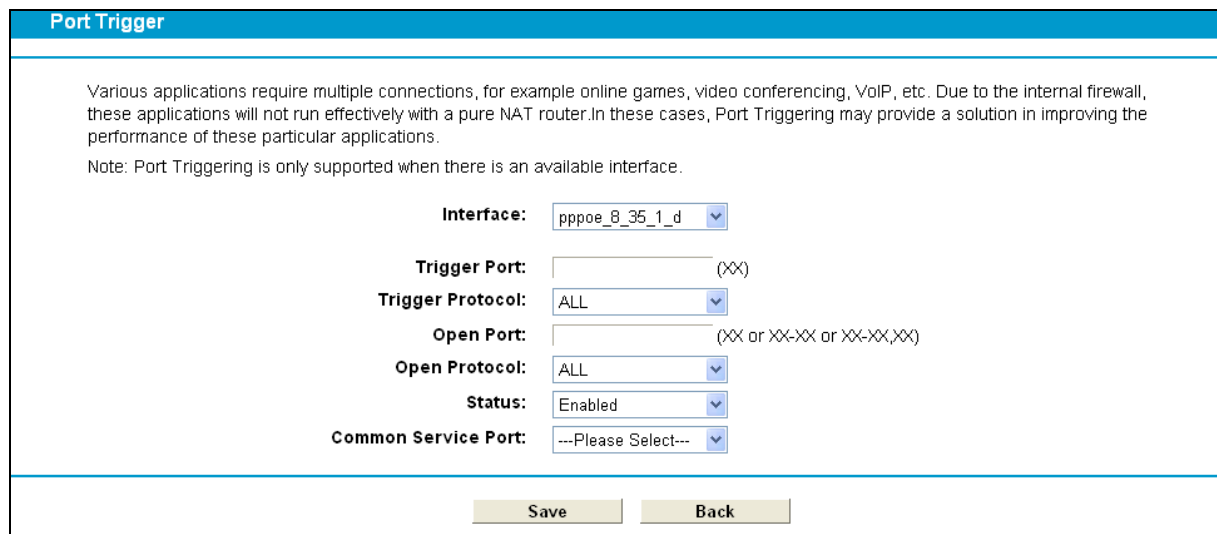 Port Trigger
Various applications require multiple connections, for example online games, video conferencing, VoIP, etc. Due to the internal firewall,
these applications will not run effectively with a pure NAT router.In these cases, Port Triggering may provide a solution in improving the
performance of these particular applications.
Note: Port Triggering is only supported when there is an available interface.
Interface: pppoe_8_35_1_d
Trigger Port: (XX)
Trigger Protocol: ALL
Open Port: (XX or XX-XX or XX-XX,XX)
Open Protocol: ALL
Status: Enabled
Common Service Port: ---Please Select---
Save Back